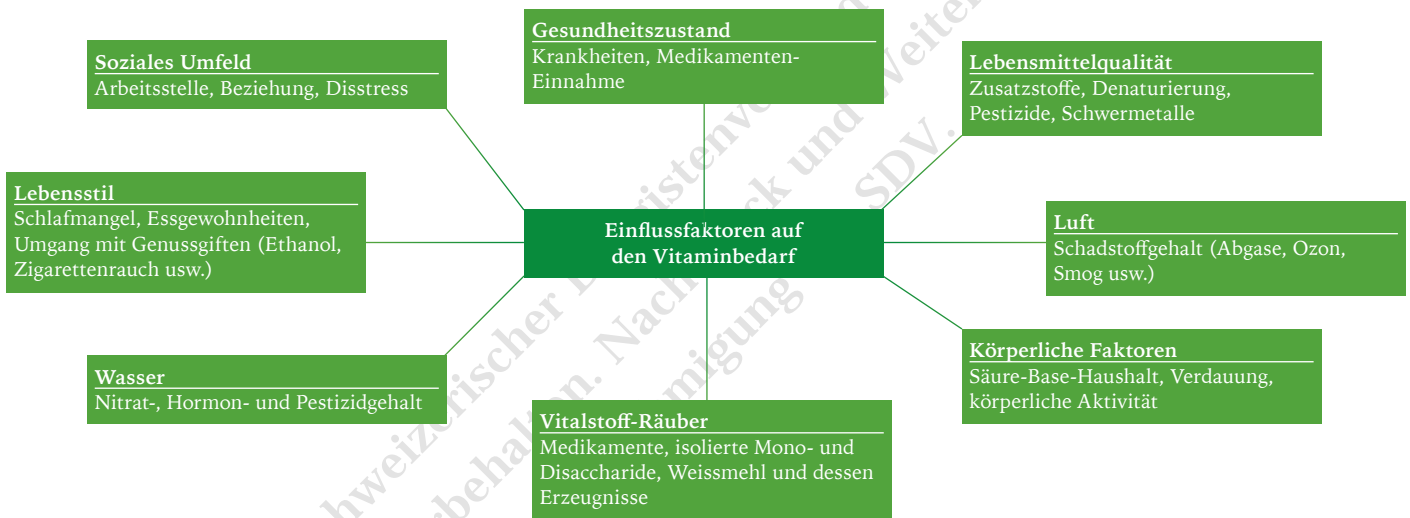 Gesundheitszustand
Krankheiten, Medikamenten-
Einnahme
Soziales Umfeld
Arbeitsstelle, Beziehung, Disstress
Lebensmittelqualität
Zusatzstoffe, Denaturierung,
Pestizide, Schwermetalle
Lebensstil
Schlafmangel, Essgewohnheiten,
Umgang mit Genussgiften (Ethanol,
Zigarettenrauch usw.)
Einflussfaktoren auf
den Vitaminbedarf
Luft
Schadstoffgehalt (Abgase, Ozon,
Smog usw.)
Wasser
Nitrat-, Hormon- und Pestizidgehalt
Körperliche Faktoren
Säure-Base-Haushalt, Verdauung,
körperliche Aktivität
Vitalstoff-Räuber
Medikamente, isolierte Mono- und
Disaccharide, Weissmehl und dessen
Erzeugnisse
und
SDV.